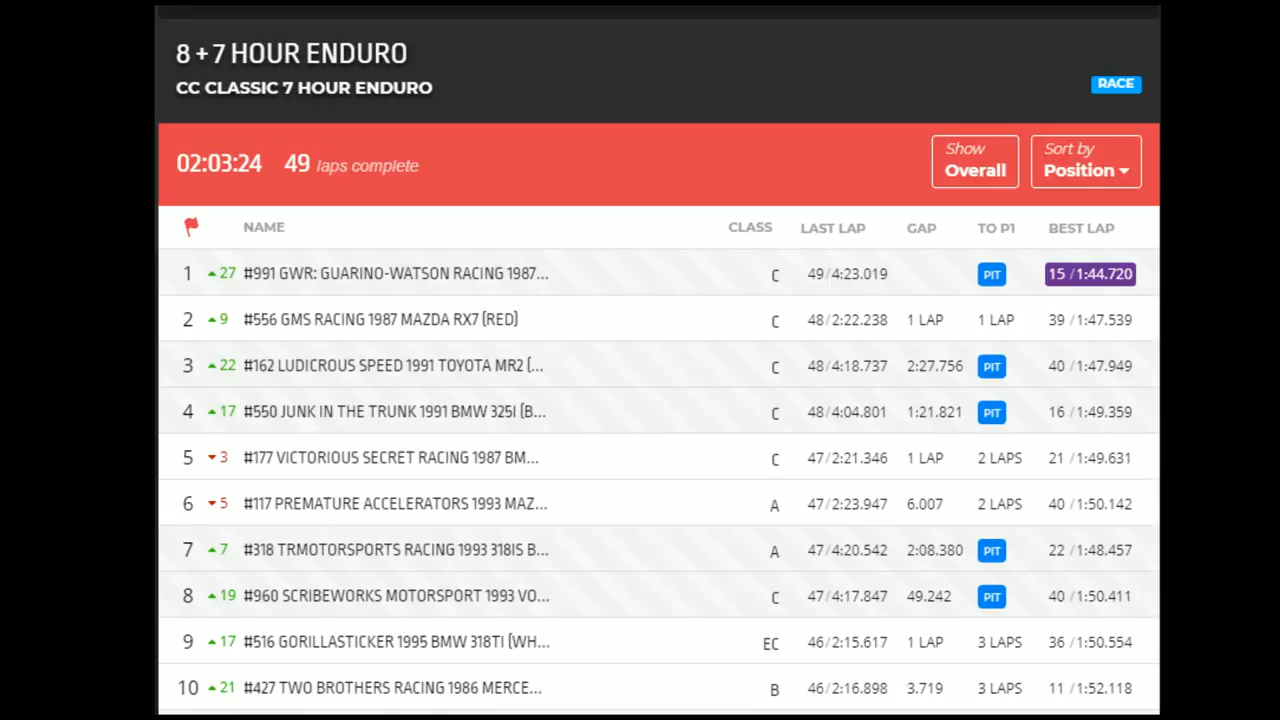 8 + 7 HOUR ENDURO
CC CLASSIC 7 HOUR ENDURO
RACE
02:03:24 49 laps complete
Show Overall
Sort by Position
NAME CLASS LAST LAP GAP TO P1 BEST LAP
1 27 #991 GWR: GUARINO-WATSON RACING 1987... C 49/4:23.019 PIT 15 /1:44.720
2 9 #556 GMS RACING 1987 MAZDA RX7 (RED) C 48/2:22.238 1 LAP 1 LAP 39 /1:47.539
3 22 #162 LUDICROUS SPEED 1991 TOYOTA MR2 (... C 48/4:18.737 2:27.756 PIT 40 /1:47.949
4 17 #550 JUNK IN THE TRUNK 1991 BMW 325I (B... C 48/4:04.801 1:21.821 PIT 16 /1:49.359
5 3 #177 VICTORIOUS SECRET RACING 1987 BM... C 47/2:21.346 1 LAP 2 LAPS 21 /1:49.631
6 5 #117 PREMATURE ACCELERATORS 1993 MAZ... A 47/2:23.947 6.007 2 LAPS 40 /1:50.142
7 7 #318 TRMOTORSPORTS RACING 1993 318IS B... A 47/4:20.542 2:08.380 PIT 22 /1:48.457
8 19 #960 SCRIBEWORKS MOTORSPORT 1993 VO... C 47/4:17.847 49.242 PIT 40 /1:50.411
9 17 #516 GORILLASTICKER 1995 BMW 318TI (WH... EC 46/2:15.617 1 LAP 3 LAPS 36 /1:50.554
10 21 #427 TWO BROTHERS RACING 1986 MERCE... B 46/2:16.898 3.719 3 LAPS 11 /1:52.118